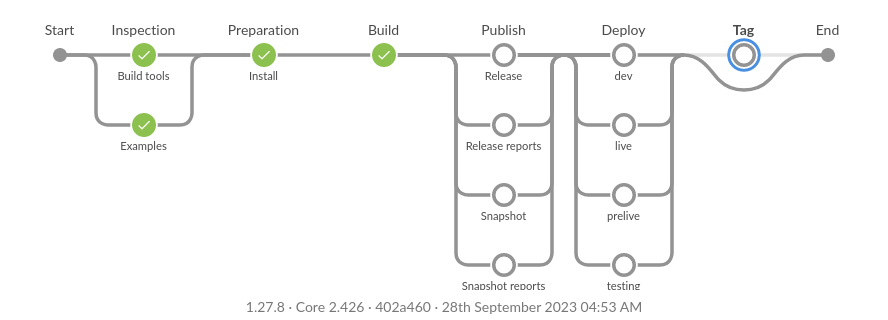 Start Inspection Preparation Build Publish Deploy Tag End
Build tools Install Release dev
Examples Release reports live
Snapshot prelive
Snapshot reports testing
1.27.8 · Core 2.426 · 402a460 · 28th September 2023 04:53 AM